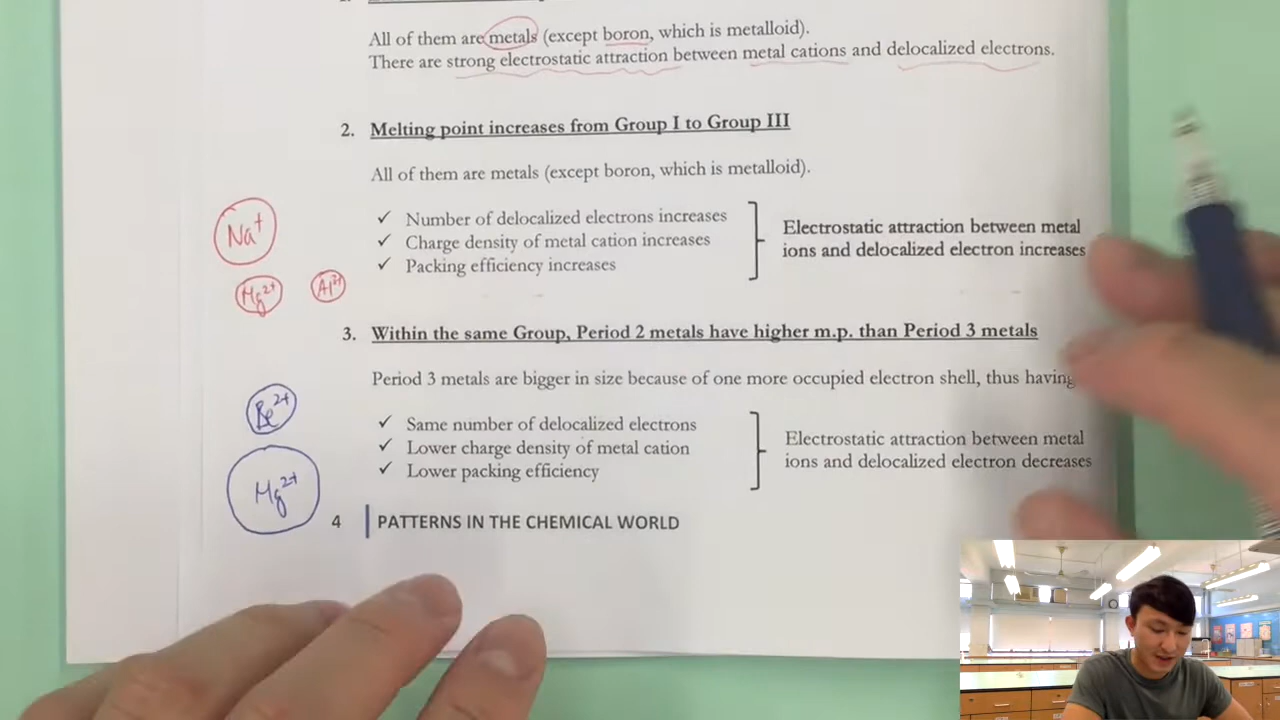 All of them are metals (except boron, which is metalloid).
There are strong electrostatic attraction between metal cations and delocalized electrons.
2. Melting point increases from Group I to Group III
All of them are metals (except boron, which is metalloid).
✓ Number of delocalized electrons increases
✓ Charge density of metal cation increases
✓ Packing efficiency increases
Electrostatic attraction between metal
ions and delocalized electron increases
Na+
Mg2+ Al3+
3. Within the same Group, Period 2 metals have higher m.p. than Period 3 metals
Period 3 metals are bigger in size because of one more occupied electron shell, thus having
✓ Same number of delocalized electrons
✓ Lower charge density of metal cation
✓ Lower packing efficiency
Electrostatic attraction between metal
ions and delocalized electron decreases
Be2+
Mg2+
4 PATTERNS IN THE CHEMICAL WORLD